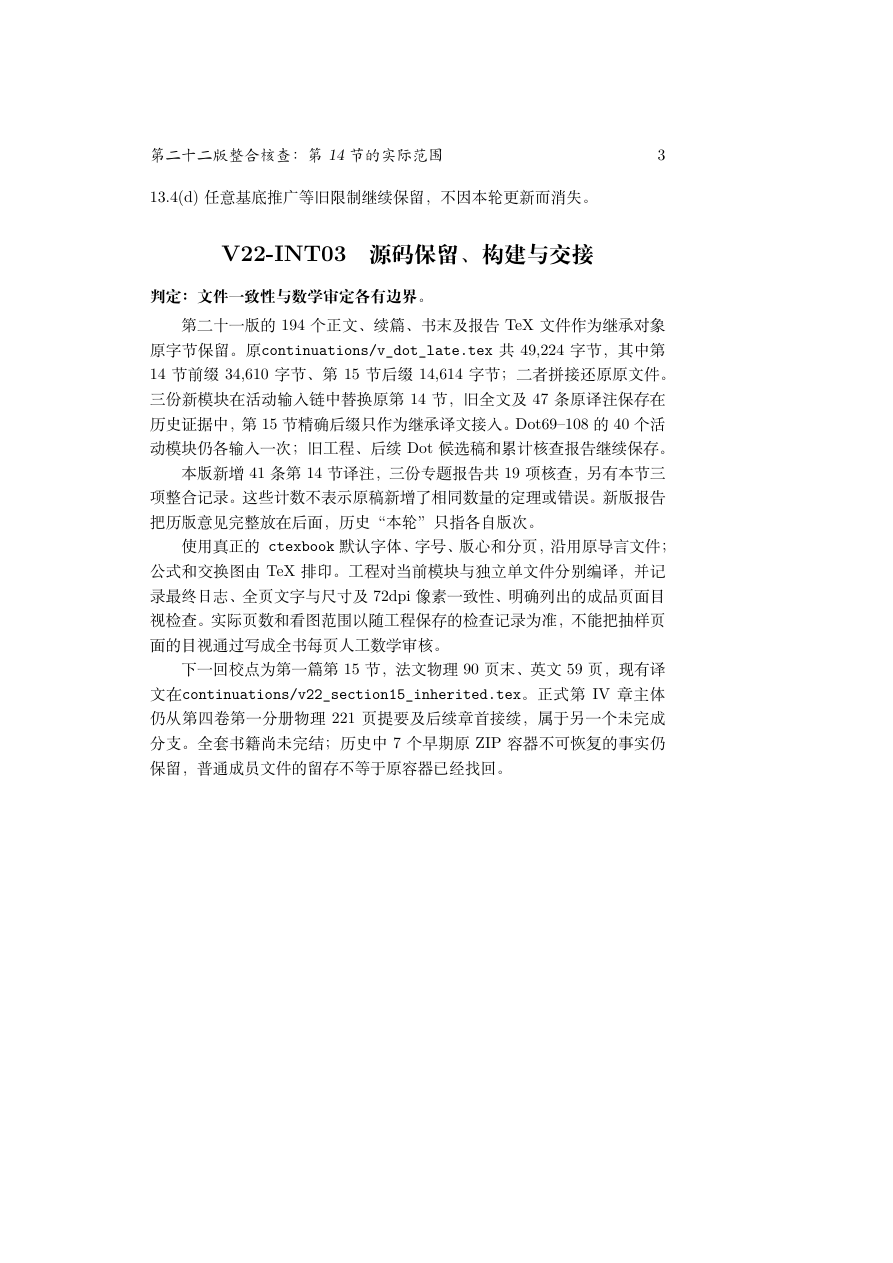 第二十二版整合核查：第 14 节的实际范围 3
13.4(d) 任意基底推广等旧限制继续保留，不因本轮更新而消失。
V22-INT03 源码保留、构建与交接
判定：文件一致性与数学审定各有边界。
第二十一版的 194 个正文、续篇、书末及报告 TeX 文件作为继承对象
原字节保留。原continuations/v_dot_late.tex 共 49,224 字节，其中第
14 节前缀 34,610 字节、第 15 节后缀 14,614 字节；二者拼接还原原文件。
三份新模块在活动输入链中替换原第 14 节，旧全文及 47 条原译注保存在
历史证据中，第 15 节精确后缀只作为继承译文接入。Dot69–108 的 40 个活
动模块仍各输入一次；旧工程、后续 Dot 候选稿和累计核查报告继续保存。
本版新增 41 条第 14 节译注，三份专题报告共 19 项核查，另有本节三
项整合记录。这些计数不表示原稿新增了相同数量的定理或错误。新版报告
把历版意见完整放在后面，历史“本轮”只指各自版次。
使用真正的 ctexbook 默认字体、字号、版心和分页，沿用原导言文件；
公式和交换图由 TeX 排印。工程对当前模块与独立单文件分别编译，并记
录最终日志、全页文字与尺寸及 72dpi 像素一致性、明确列出的成品页面目
视检查。实际页数和看图范围以随工程保存的检查记录为准，不能把抽样页
面的目视通过写成全书每页人工数学审核。
下一回校点为第一篇第 15 节，法文物理 90 页末、英文 59 页，现有译
文在continuations/v22_section15_inherited.tex。正式第 IV 章主体
仍从第四卷第一分册物理 221 页提要及后续章首接续，属于另一个未完成
分支。全套书籍尚未完结；历史中 7 个早期原 ZIP 容器不可恢复的事实仍
保留，普通成员文件的留存不等于原容器已经找回。